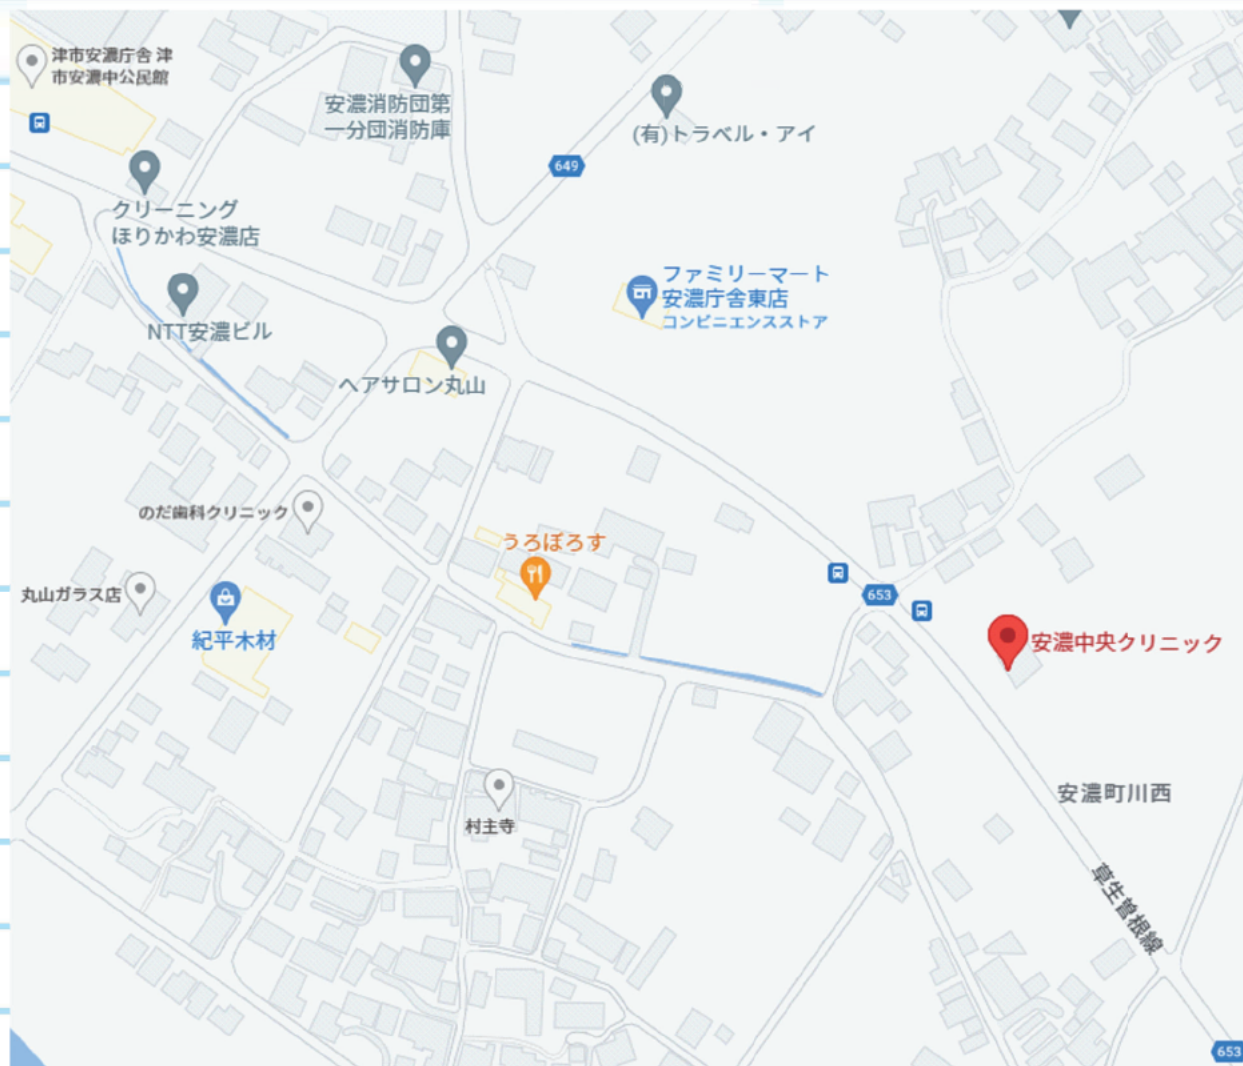 津市安濃庁舎 津
市安濃中公民館
安濃消防団第
一分団消防庫
(有)トラベル・アイ
649
クリーニング
ほりかわ安濃店
ファミリーマート
安濃庁舎東店
コンビニエンスストア
NTT安濃ビル
ヘアサロン丸山
のだ歯科クリニック
うろぼろす
丸山ガラス店
653
紀平木材
安濃中央クリニック
安濃町川西
村主寺
草生曽根線
653